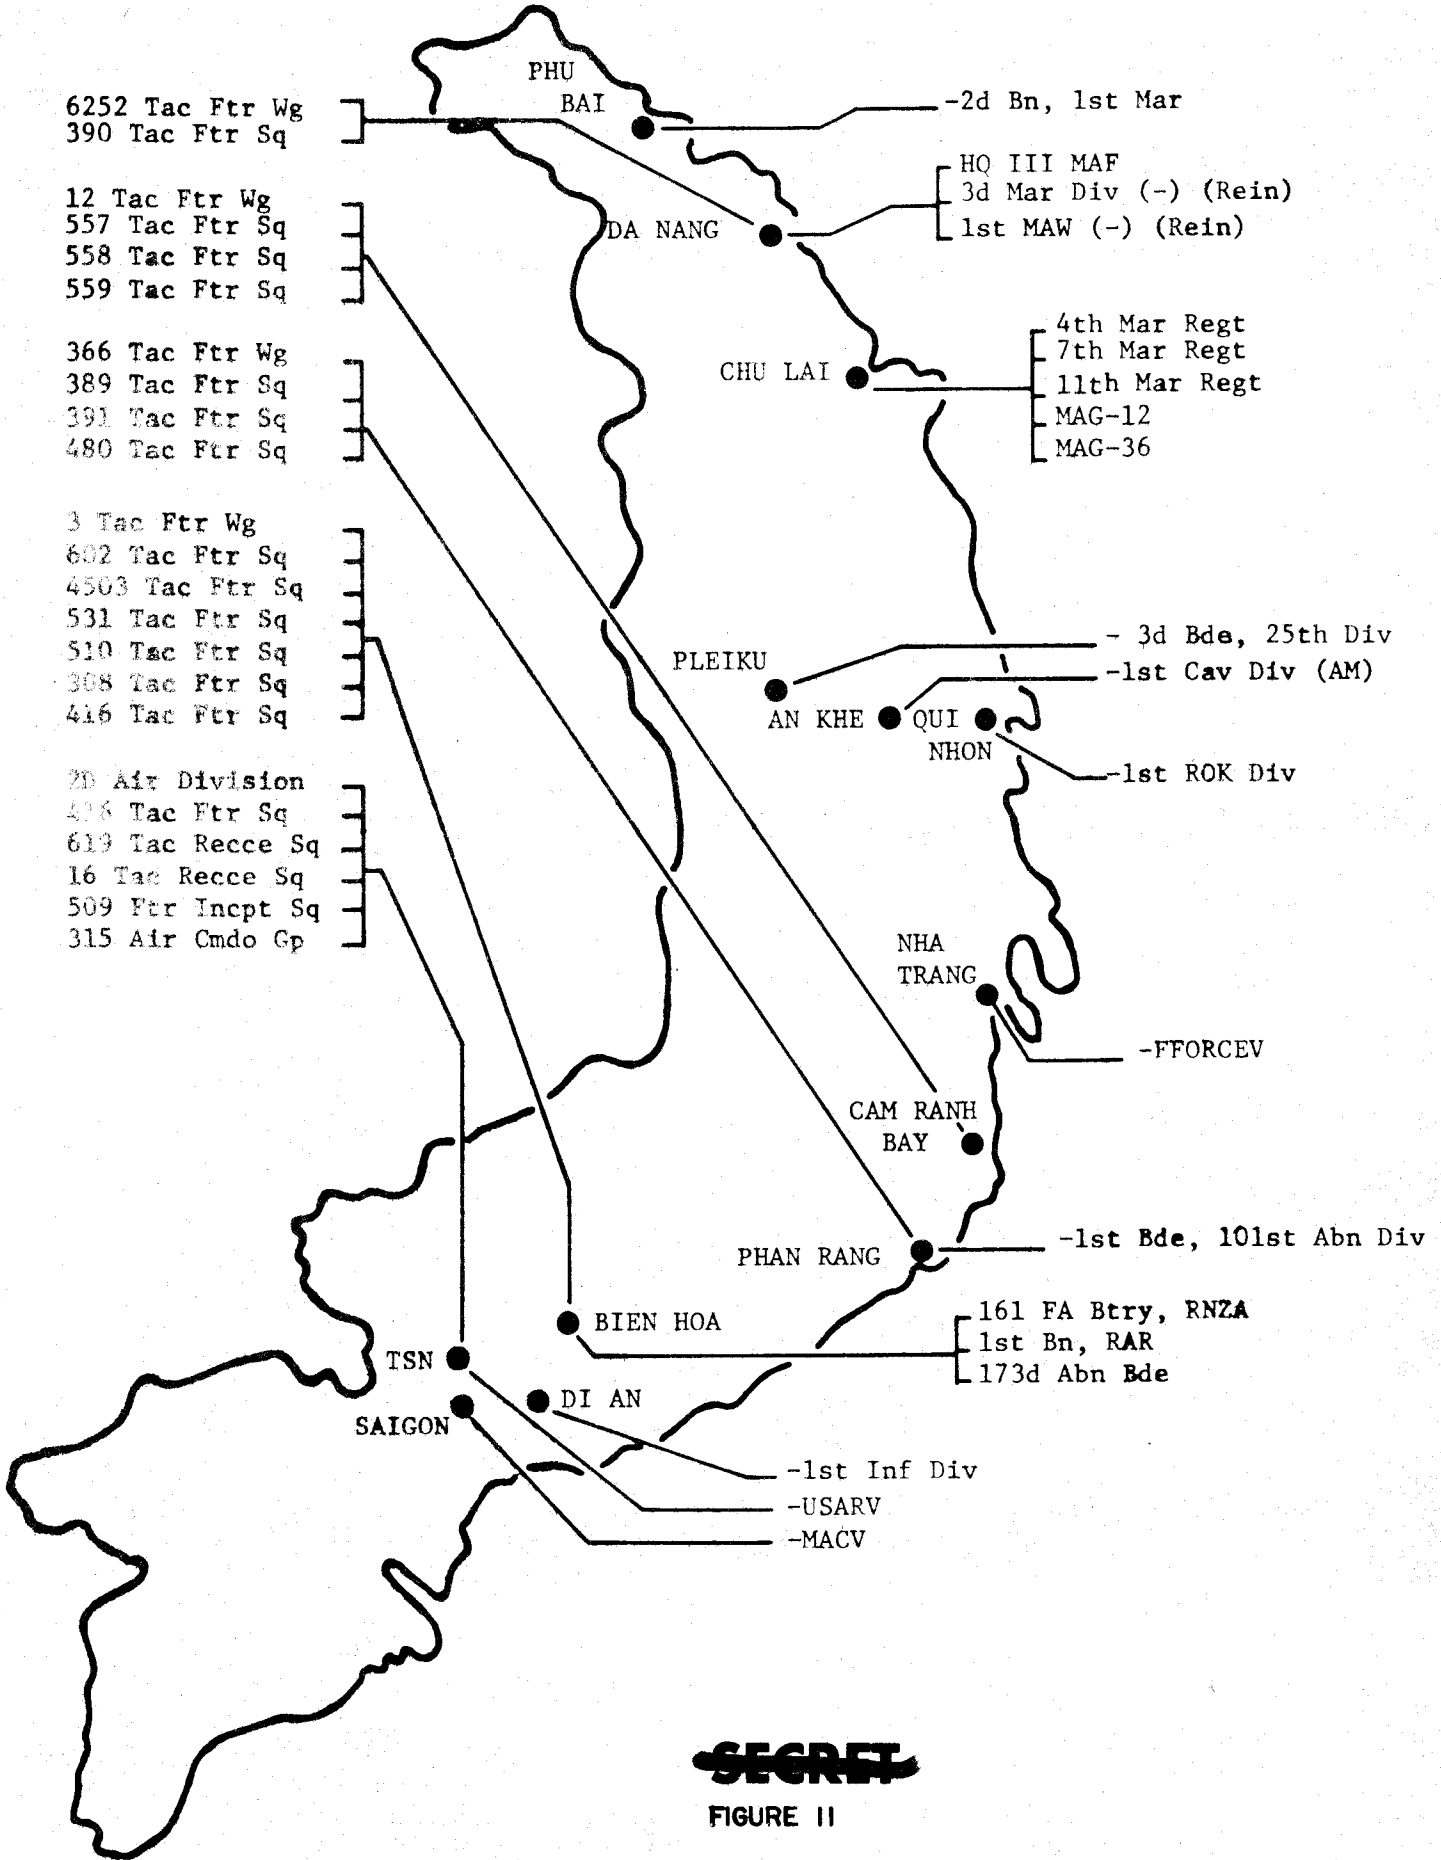 6252 Tac Ftr Wg
390 Tac Ftr Sq
12 Tac Ftr Wg
557 Tac Ftr Sq
558 Tac Ftr Sq
559 Tac Ftr Sq
366 Tac Ftr Wg
389 Tac Ftr Sq
391 Tac Ftr Sq
480 Tac Ftr Sq
3 Tac Ftr Wg
602 Tac Ftr Sq
4503 Tac Ftr Sq
531 Tac Ftr Sq
510 Tac Ftr Sq
308 Tac Ftr Sq
416 Tac Ftr Sq
2D Air Division
Tac Ftr Sq
619 Tac Recce Sq
16 Tac Recce Sq
509 Ftr Incpt Sq
315 Air Cmdo Gp
PHU
BAI
-2d Bn, 1st Mar
DA NANG
HQ III MAF
3d Mar Div (-) (Rein)
1st MAW (-) (Rein)
CHU LAI
4th Mar Regt
7th Mar Regt
11th Mar Regt
MAG-12
MAG-36
PLEIKU
- 3d Bde, 25th Div
AN KHE
-1st Cav Div (AM)
QUI
NHON
-1st ROK Div
NHA
TRANG
-FFORCEV
CAM RANH
BAY
PHAN RANG
-1st Bde, 101st Abn Div
BIEN HOA
161 FA Btry, RNZA
1st Bn, RAR
173d Abn Bde
TSN
DI AN
SAIGON
-1st Inf Div
-USARV
-MACV
SECRET
FIGURE 11